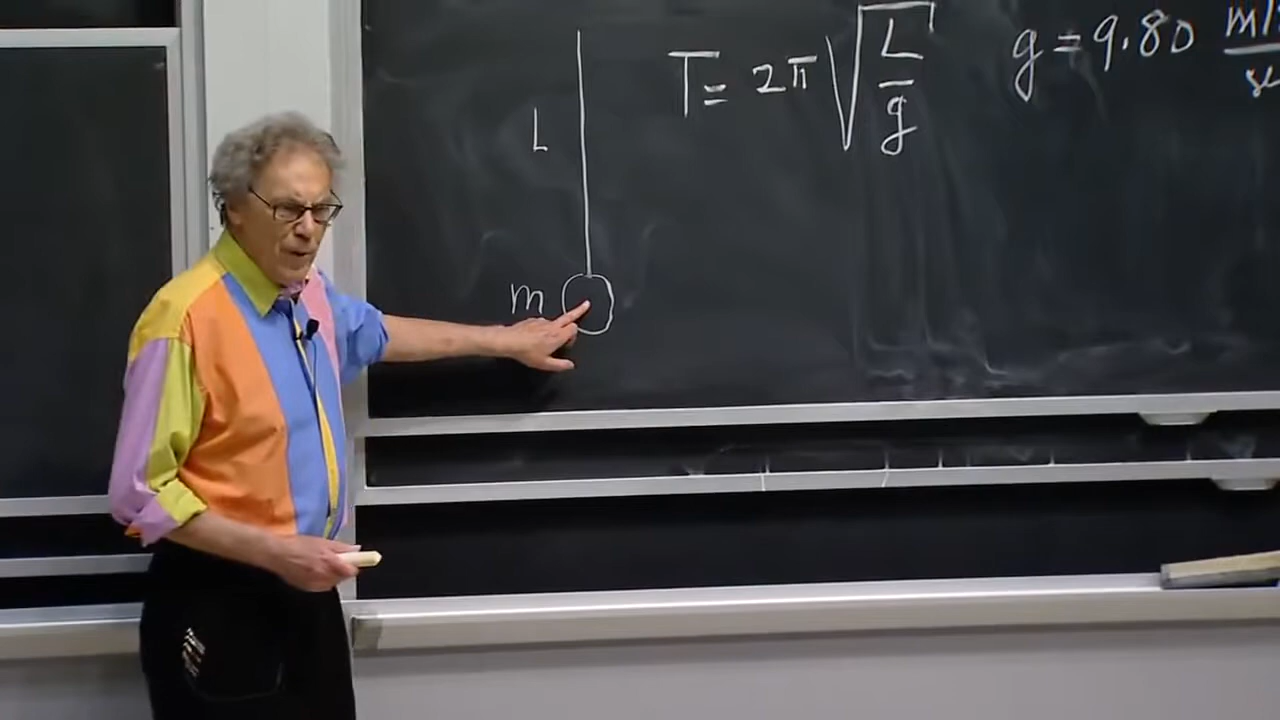 T = 2π √(L/g)
g = 9.80
L
m